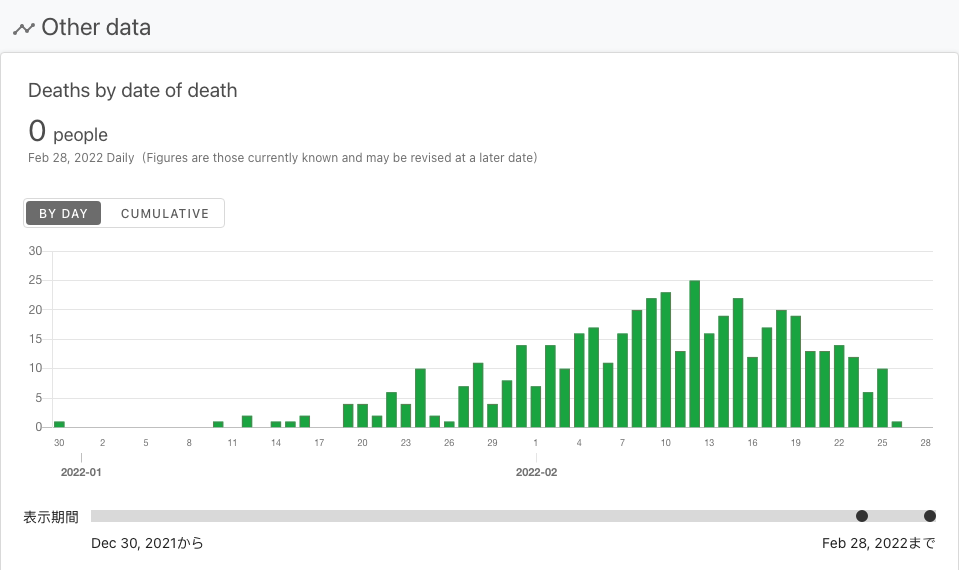 Other data
Deaths by date of death
0 people
Feb 28, 2022 Daily (Figures are those currently known and may be revised at a later date)
BY DAY CUMULATIVE
30
25
20
15
10
5
0
30 2 5 8 11 14 17 20 23 26 29 1 4 7 10 13 16 19 22 25 28
2022-01 2022-02
表示期間
Dec 30, 2021から Feb 28, 2022まで